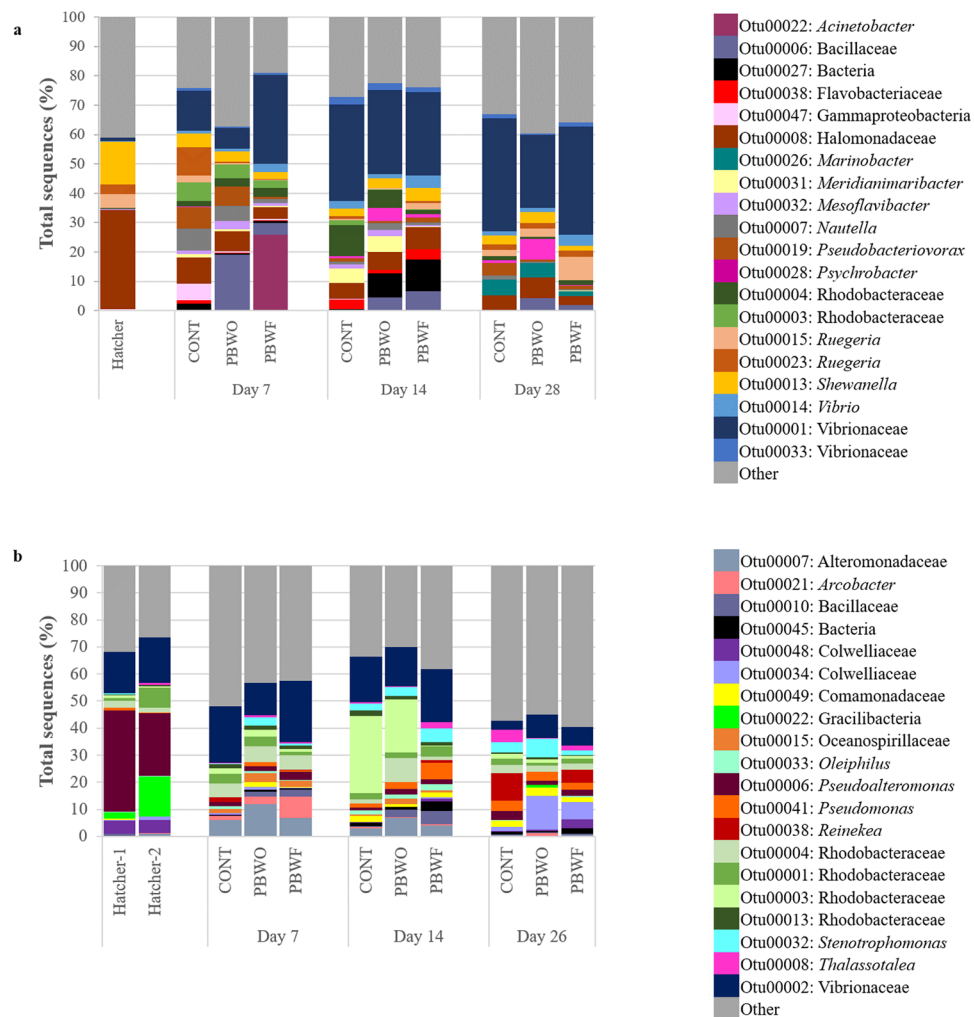 a
Total sequences (%)
100
90
80
70
60
50
40
30
20
10
0
Hatcher
CONT
PBWO
PBWF
CONT
PBWO
PBWF
CONT
PBWO
PBWF
Day 7
Day 14
Day 28
Otu00022: Acinetobacter
Otu00006: Bacillaceae
Otu00027: Bacteria
Otu00038: Flavobacteriaceae
Otu00047: Gammaproteobacteria
Otu00008: Halomonadaceae
Otu00026: Marinobacter
Otu00031: Meridianimaribacter
Otu00032: Mesoflavibacter
Otu00007: Nautella
Otu00019: Pseudobacteriovorax
Otu00028: Psychrobacter
Otu00004: Rhodobacteraceae
Otu00003: Rhodobacteraceae
Otu00015: Ruegeria
Otu00023: Ruegeria
Otu00013: Shewanella
Otu00014: Vibrio
Otu00001: Vibrionaceae
Otu00033: Vibrionaceae
Other
b
Total sequences (%)
100
90
80
70
60
50
40
30
20
10
0
Hatcher-1
Hatcher-2
CONT
PBWO
PBWF
CONT
PBWO
PBWF
CONT
PBWO
PBWF
Day 7
Day 14
Day 26
Otu00007: Alteromonadaceae
Otu00021: Arcobacter
Otu00010: Bacillaceae
Otu00045: Bacteria
Otu00048: Colwelliaceae
Otu00034: Colwelliaceae
Otu00049: Comamonadaceae
Otu00022: Gracilibacteria
Otu00015: Oceanospirillaceae
Otu00033: Oleiphilus
Otu00006: Pseudoalteromonas
Otu00041: Pseudomonas
Otu00038: Reinekea
Otu00004: Rhodobacteraceae
Otu00001: Rhodobacteraceae
Otu00003: Rhodobacteraceae
Otu00013: Rhodobacteraceae
Otu00032: Stenotrophomonas
Otu00008: Thalassotalea
Otu00002: Vibrionaceae
Other